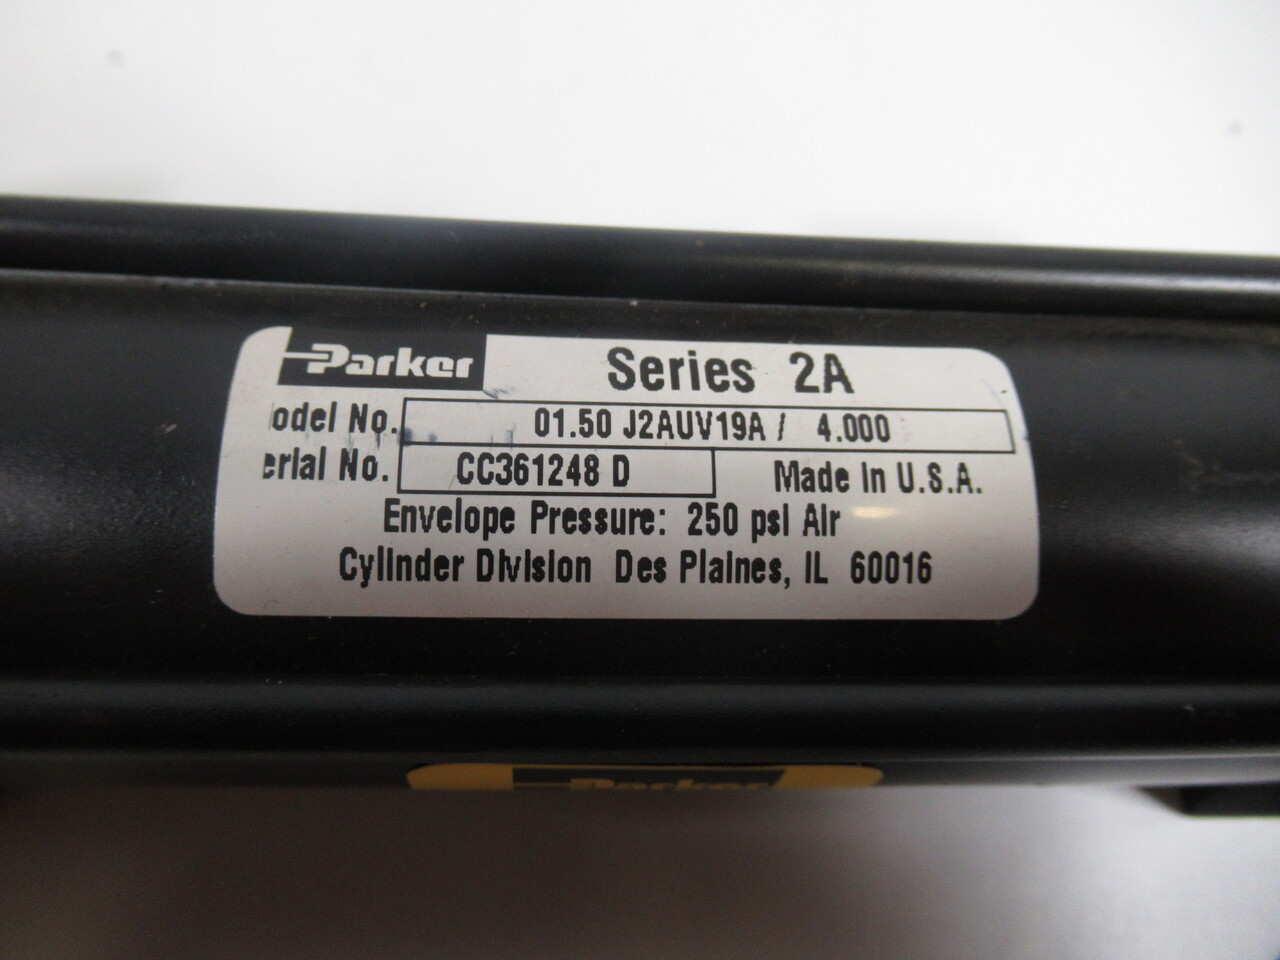 Parker Series 2A
odel No. 01.50 J2AUV19A / 4.000
erial No. CC361248 D Made in U.S.A.
Envelope Pressure: 250 psi Air
Cylinder Division Des Plaines, IL 60016
Parker